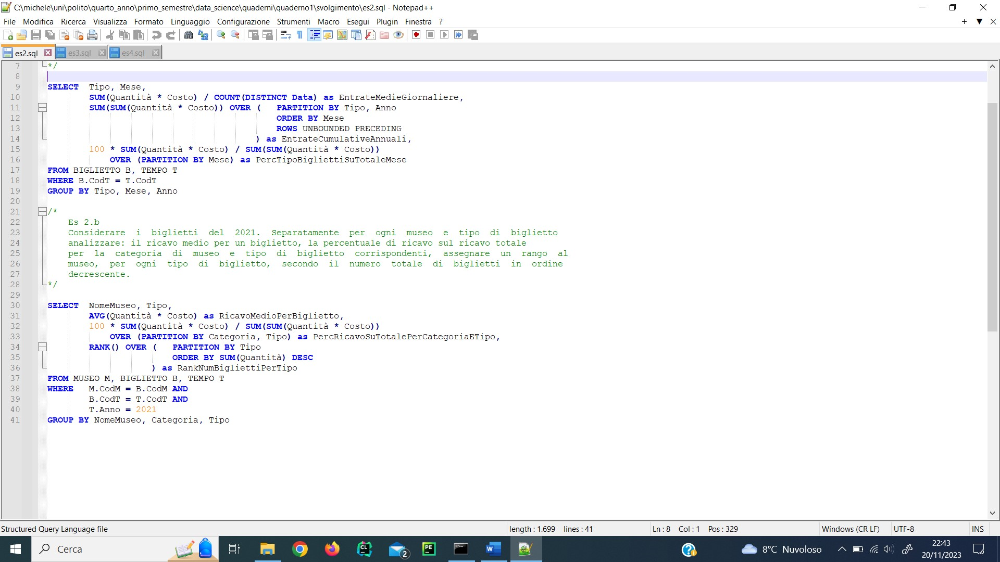 C:\michele\uni\polito\quarto_anno\primo_semestre\data_science\quaderni\quaderno1\svolgimento\es2.sql - Notepad++
File Modifica Ricerca Visualizza Formato Linguaggio Configurazione Strumenti Macro Esegui Plugin Finestra ?
es2.sql es3.sql es4.sql
7 */
8
9 SELECT Tipo, Mese,
10 SUM(Quantità * Costo) / COUNT(DISTINCT Data) as EntrateMedieGiornaliere,
11 SUM(SUM(Quantità * Costo)) OVER ( PARTITION BY Tipo, Anno
12 ORDER BY Mese
13 ROWS UNBOUNDED PRECEDING
14 ) as EntrateCumulativeAnnuali,
15 100 * SUM(Quantità * Costo) / SUM(SUM(Quantità * Costo))
16 OVER (PARTITION BY Mese) as PercTipoBigliettiSuTotaleMese
17 FROM BIGLIETTO B, TEMPO T
18 WHERE B.CodT = T.CodT
19 GROUP BY Tipo, Mese, Anno
20
21 /*
22 Es 2.b
23 Considerare i biglietti del 2021. Separatamente per ogni museo e tipo di biglietto
24 analizzare: il ricavo medio per un biglietto, la percentuale di ricavo sul ricavo totale
25 per la categoria di museo e tipo di biglietto corrispondenti, assegnare un rango al
26 museo, per ogni tipo di biglietto, secondo il numero totale di biglietti in ordine
27 decrescente.
28 */
29
30 SELECT NomeMuseo, Tipo,
31 AVG(Quantità * Costo) as RicavoMedioPerBiglietto,
32 100 * SUM(Quantità * Costo) / SUM(SUM(Quantità * Costo))
33 OVER (PARTITION BY Categoria, Tipo) as PercRicavoSuTotalePerCategoriaETipo,
34 RANK() OVER ( PARTITION BY Tipo
35 ORDER BY SUM(Quantità) DESC
36 ) as RankNumBigliettiPerTipo
37 FROM MUSEO M, BIGLIETTO B, TEMPO T
38 WHERE M.CodM = B.CodM AND
39 B.CodT = T.CodT AND
40 T.Anno = 2021
41 GROUP BY NomeMuseo, Categoria, Tipo
Structured Query Language file length : 1.699 lines : 41 Ln : 8 Col : 1 Pos : 329 Windows (CR LF) UTF-8 INS
Cerca CL 2 PE W 8°C Nuvoloso 22:43
20/11/2023